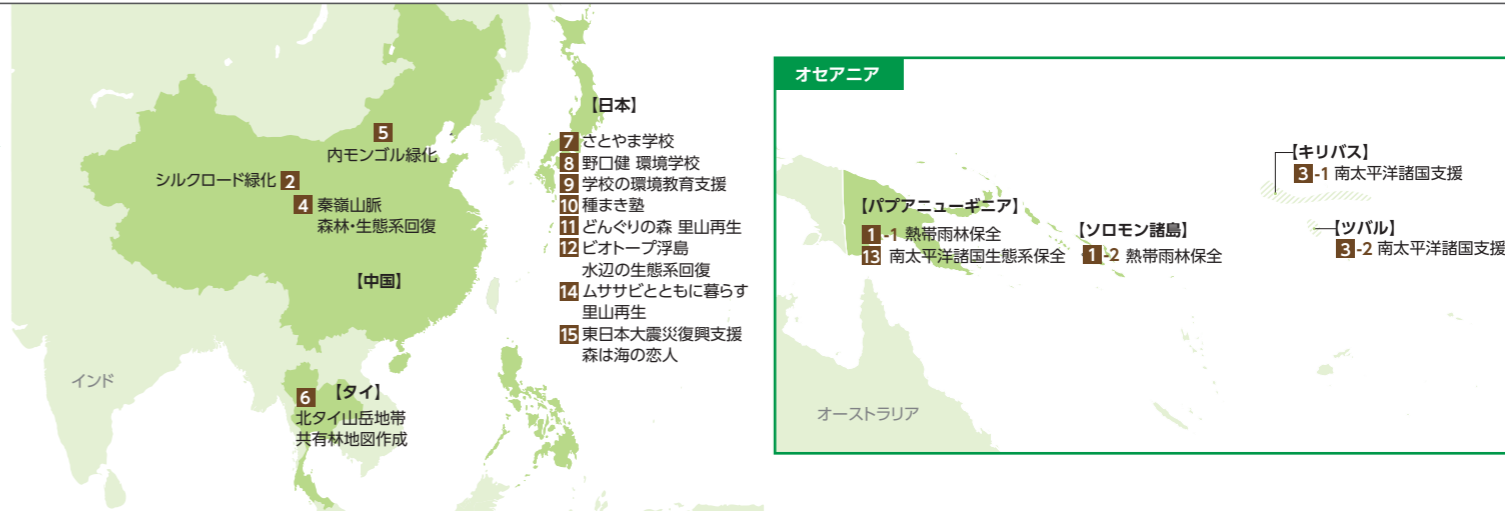 5
内モンゴル緑化
シルクロード緑化 2
4 秦嶺山脈
森林・生態系回復
【中国】
インド
6 【タイ】
北タイ山岳地帯
共有林地図作成
【日本】
7 さとやま学校
8 野口健 環境学校
9 学校の環境教育支援
10 種まき塾
11 どんぐりの森 里山再生
12 ビオトープ浮島
水辺の生態系回復
14 ムササビとともに暮らす
里山再生
15 東日本大震災復興支援
森は海の恋人
オセアニア
【パプアニューギニア】
1-1 熱帯雨林保全
13 南太平洋諸国生態系保全
【ソロモン諸島】
1-2 熱帯雨林保全
【キリバス】
3-1 南太平洋諸国支援
【ツバル】
3-2 南太平洋諸国支援
オーストラリア